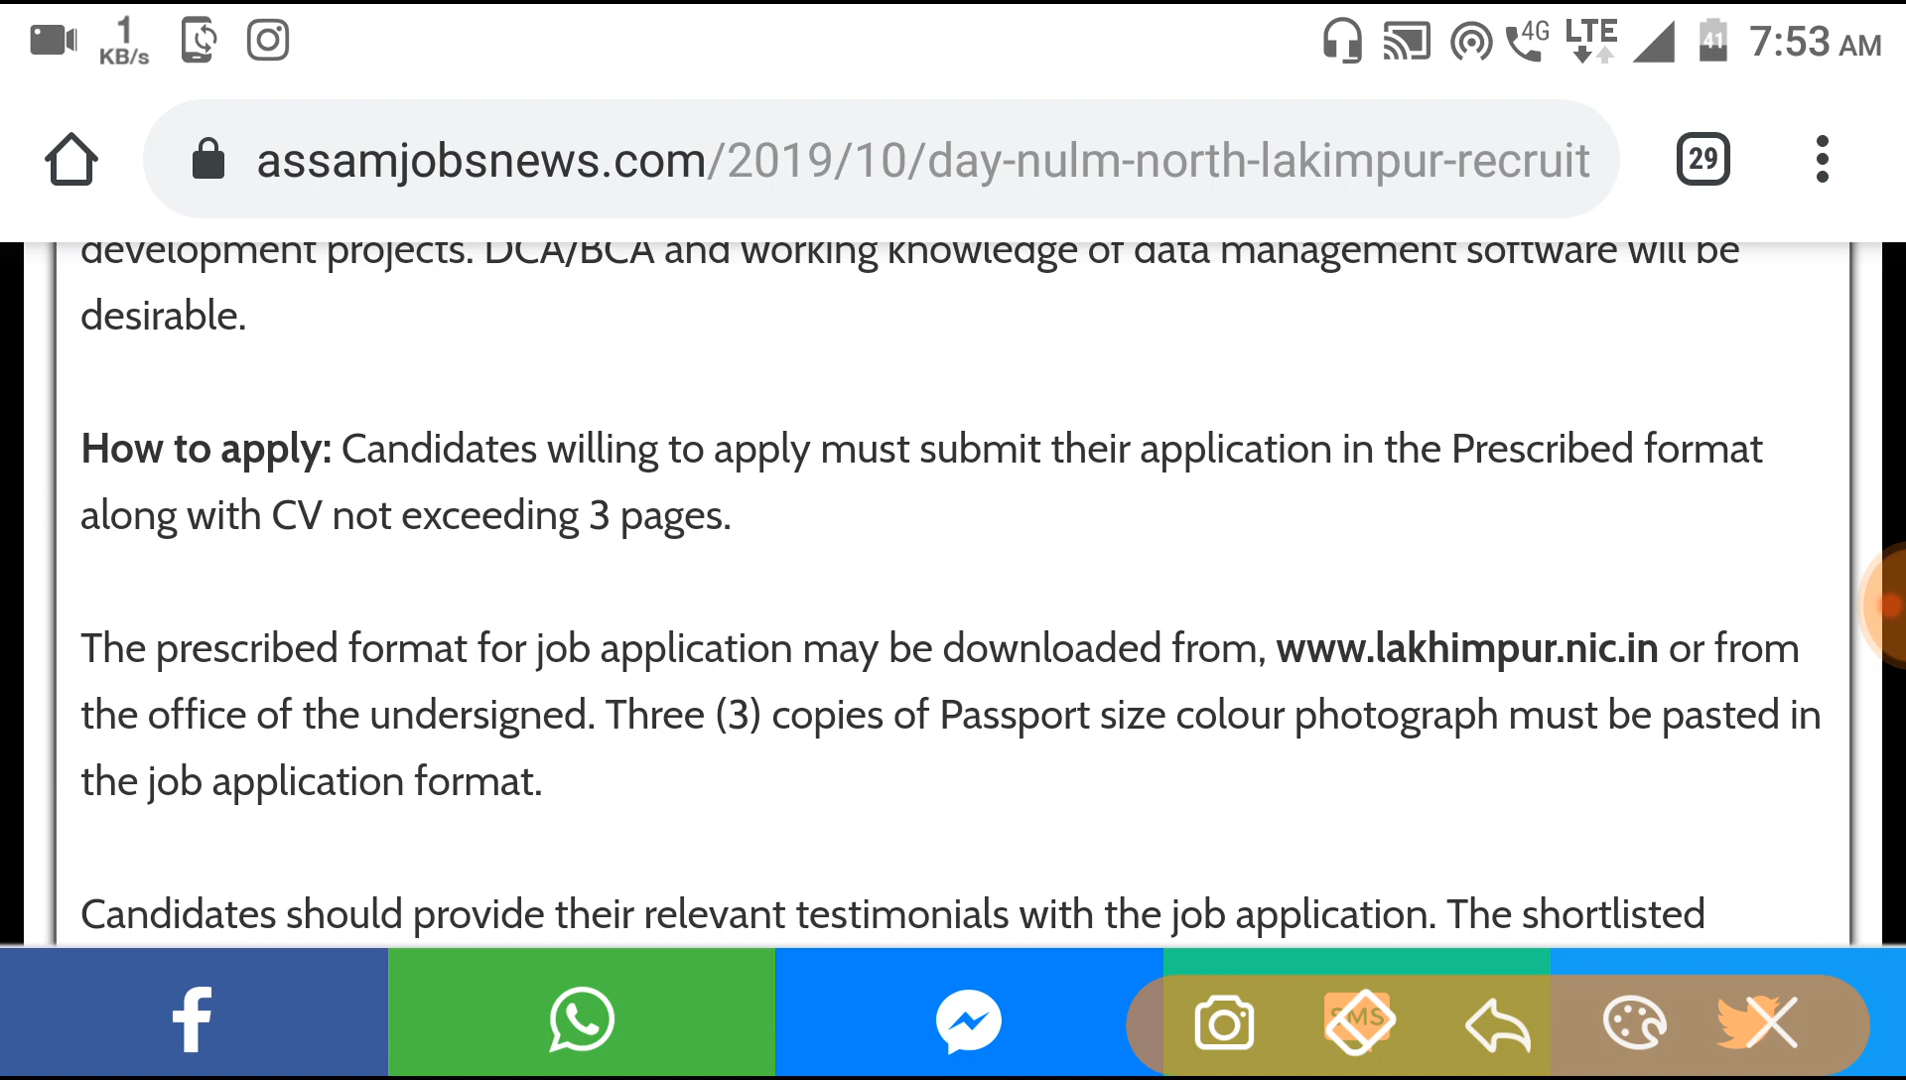 1
KB/s
4G
LTE
41
7:53 AM
assamjobsnews.com/2019/10/day-nulm-north-lakimpur-recruit
29
development projects. DCA/BCA and working knowledge of data management software will be
desirable.
How to apply: Candidates willing to apply must submit their application in the Prescribed format
along with CV not exceeding 3 pages.
The prescribed format for job application may be downloaded from, www.lakhimpur.nic.in or from
the office of the undersigned. Three (3) copies of Passport size colour photograph must be pasted in
the job application format.
Candidates should provide their relevant testimonials with the job application. The shortlisted
SMS